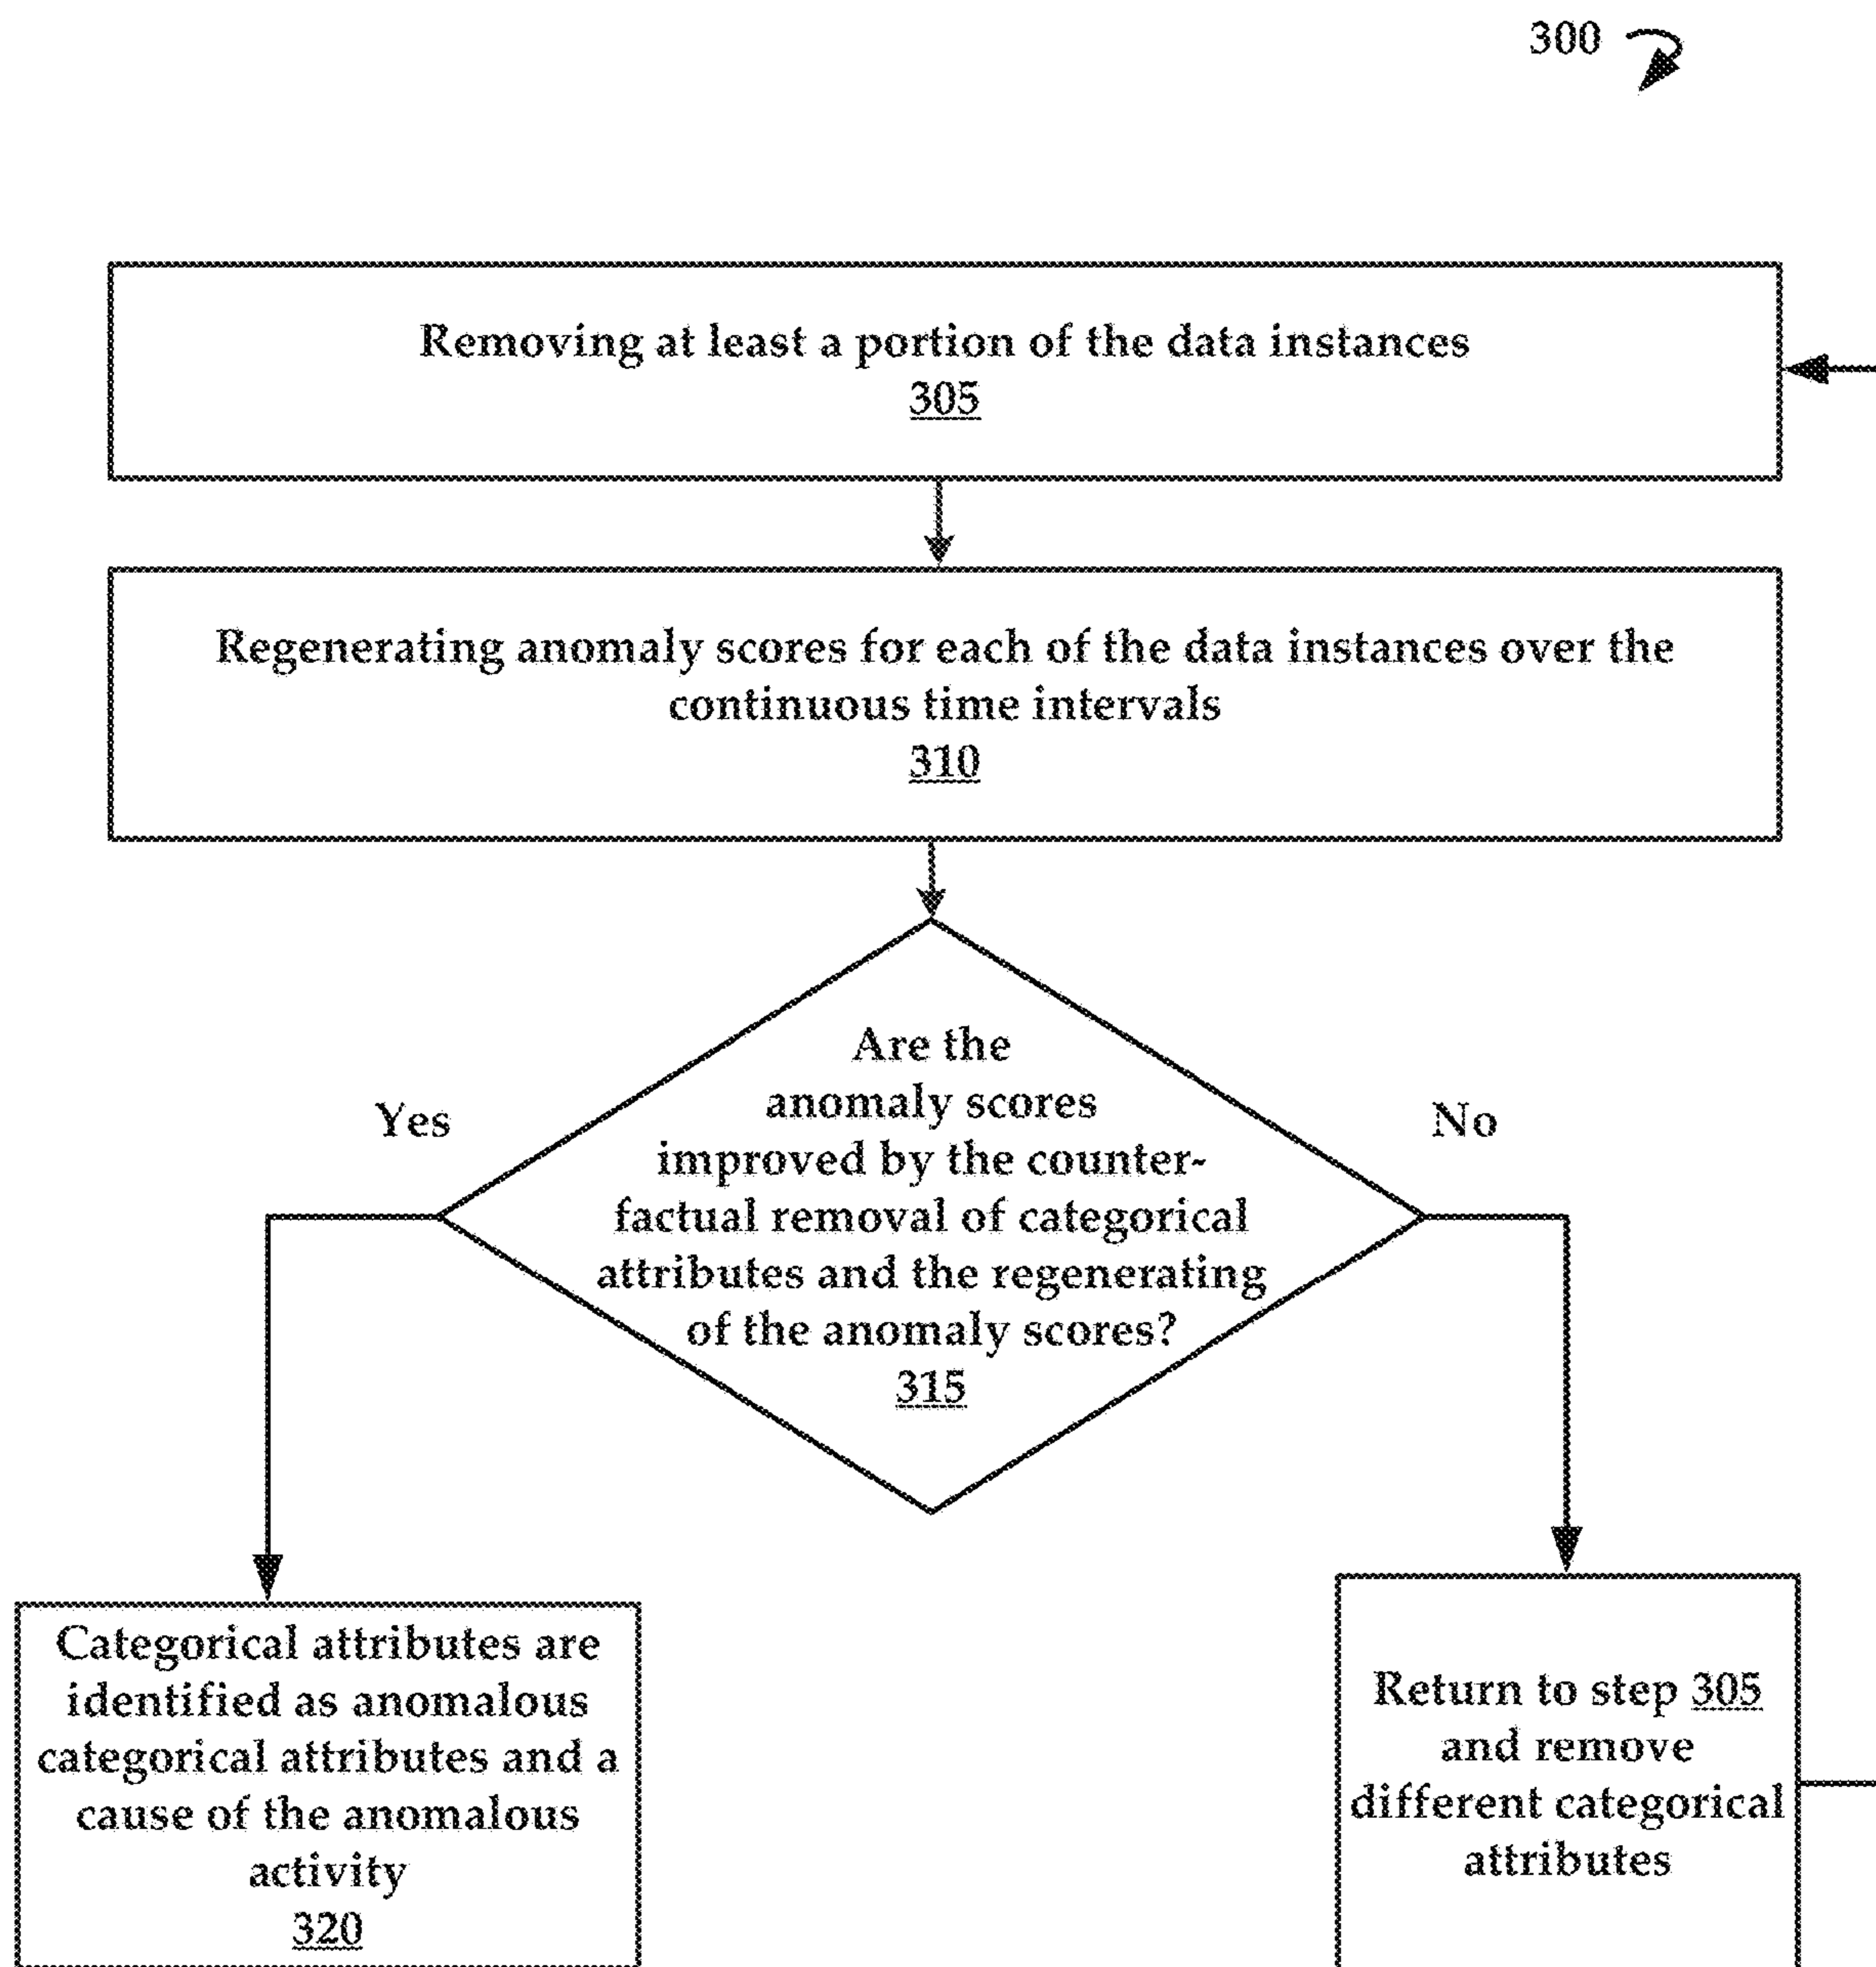 300
Removing at least a portion of the data instances
305
Regenerating anomaly scores for each of the data instances over the
continuous time intervals
310
Are the
anomaly scores
improved by the counter-
factual removal of categorical
attributes and the regenerating
of the anomaly scores?
315
Yes
No
Categorical attributes are
identified as anomalous
categorical attributes and a
cause of the anomalous
activity
320
Return to step 305
and remove
different categorical
attributes